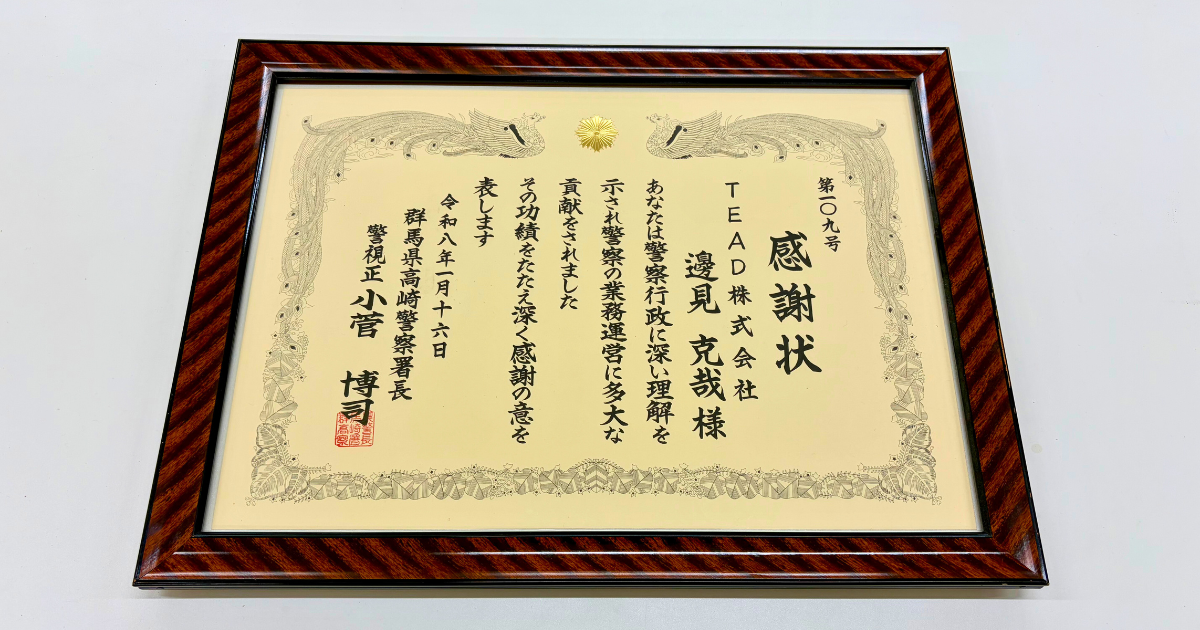 第一〇九号
感謝状
TEAD株式会社
邊見 克哉 様
あなたは警察行政に深い理解を
示され警察の業務運営に多大な
貢献をされました
その功績をたたえ深く感謝の意を
表します
令和八年一月十六日
群馬県高崎警察署長
警視正 小菅 博司